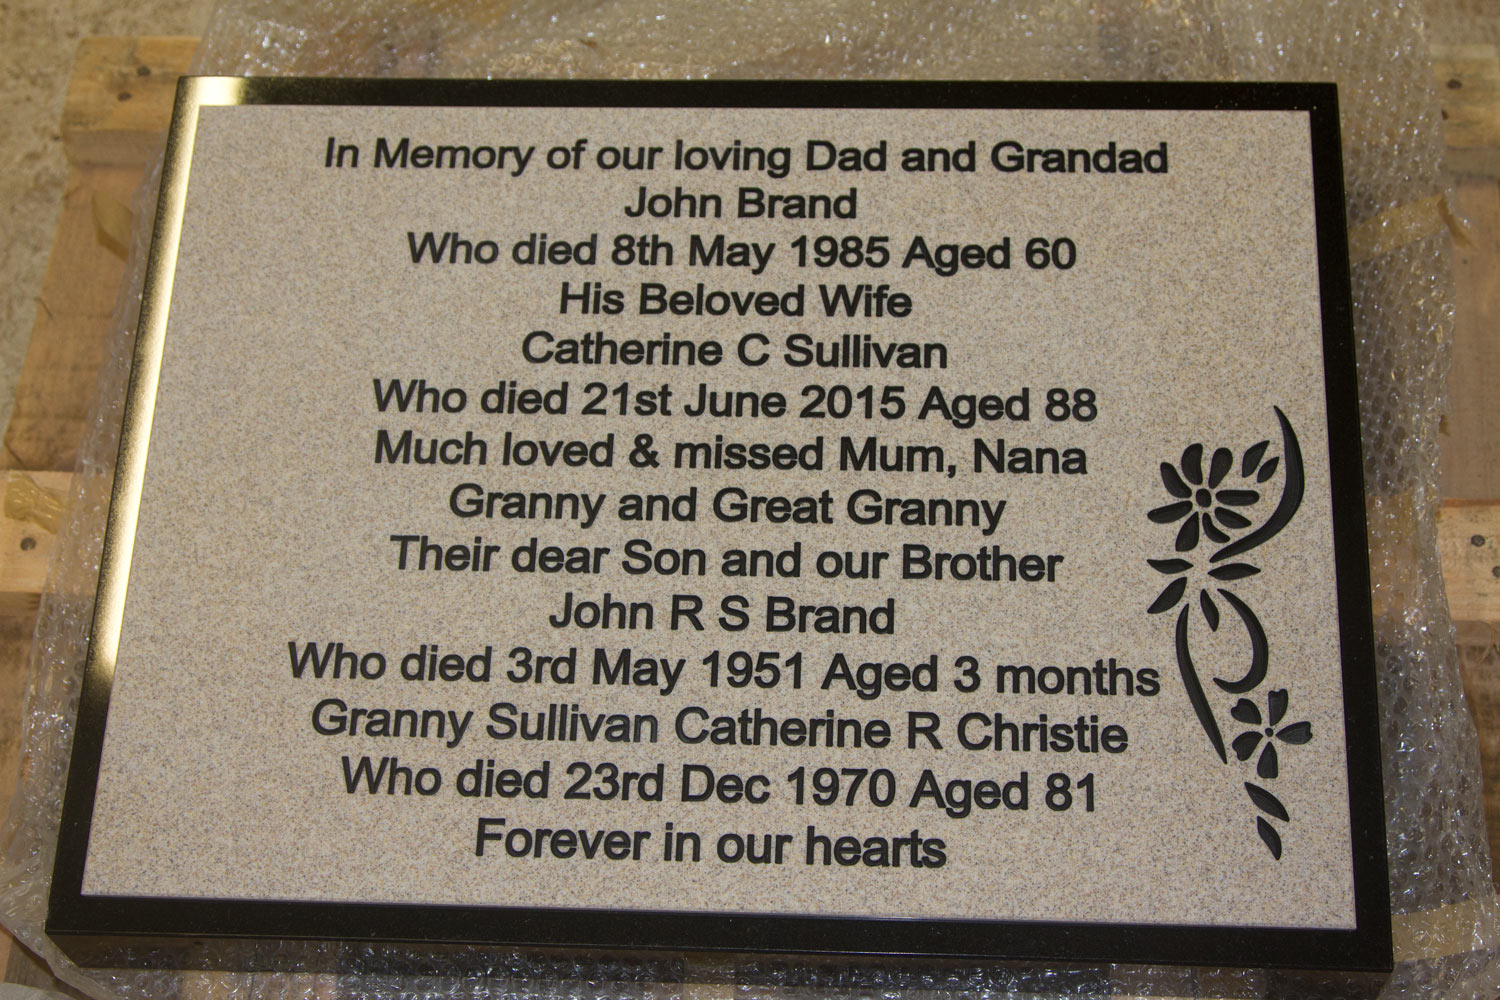 In Memory of our loving Dad and Grandad
John Brand
Who died 8th May 1985 Aged 60
His Beloved Wife
Catherine C Sullivan
Who died 21st June 2015 Aged 88
Much loved & missed Mum, Nana
Granny and Great Granny
Their dear Son and our Brother
John R S Brand
Who died 3rd May 1951 Aged 3 months
Granny Sullivan Catherine R Christie
Who died 23rd Dec 1970 Aged 81
Forever in our hearts